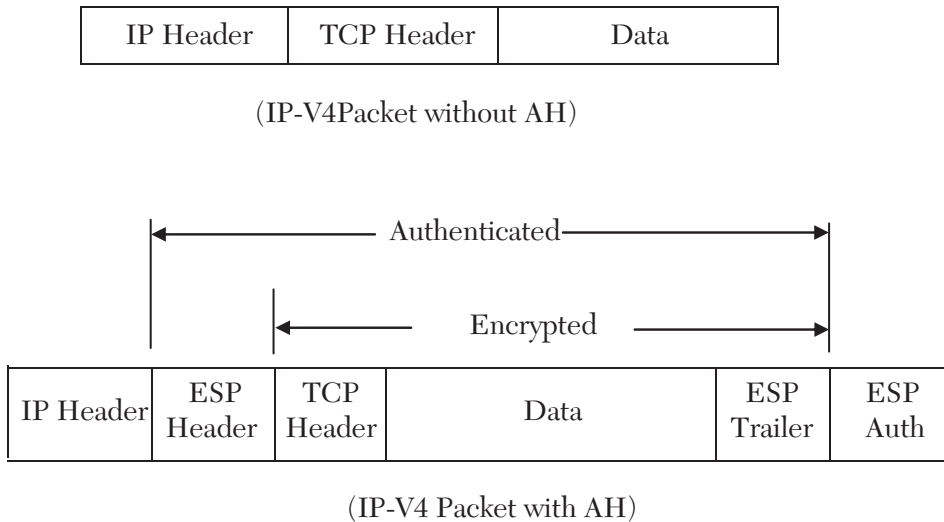 IP Header TCP Header Data
(IP-V4Packet without AH)
Authenticated
Encrypted
IP Header ESP Header TCP Header Data ESP Trailer ESP Auth
(IP-V4 Packet with AH)